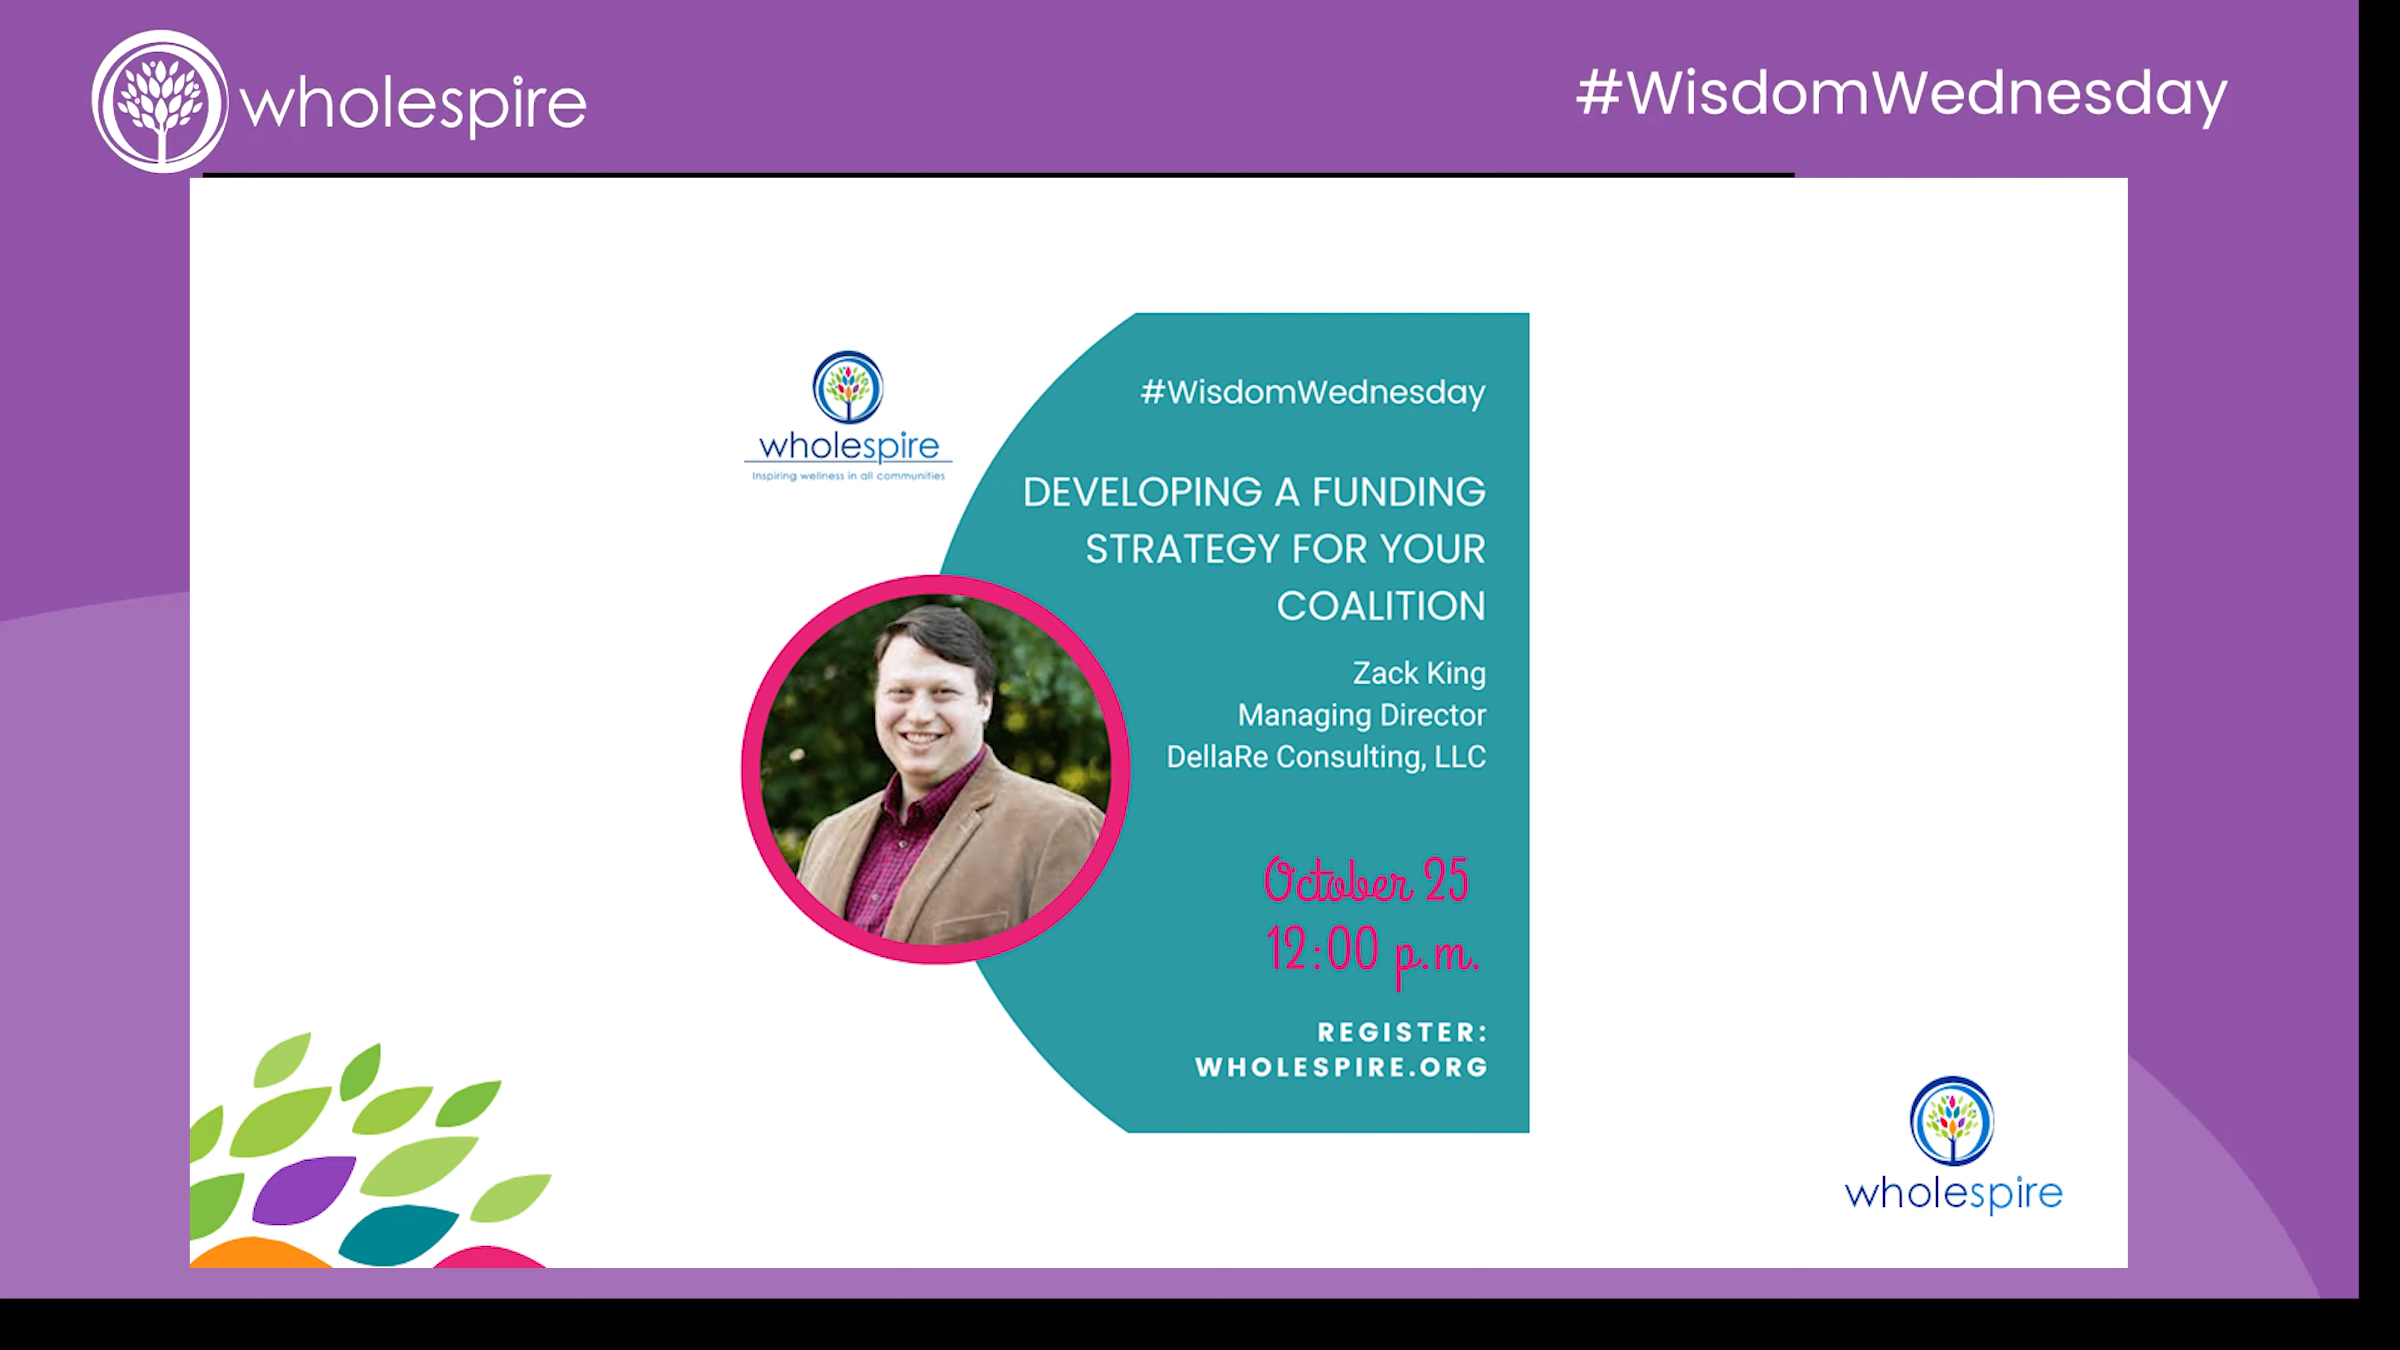 wholespire
#WisdomWednesday
wholespire
Inspiring wellness in all communities
#WisdomWednesday
DEVELOPING A FUNDING
STRATEGY FOR YOUR
COALITION
Zack King
Managing Director
DellaRe Consulting, LLC
October 25
12:00 p.m.
REGISTER:
WHOLESPIRE.ORG
wholespire